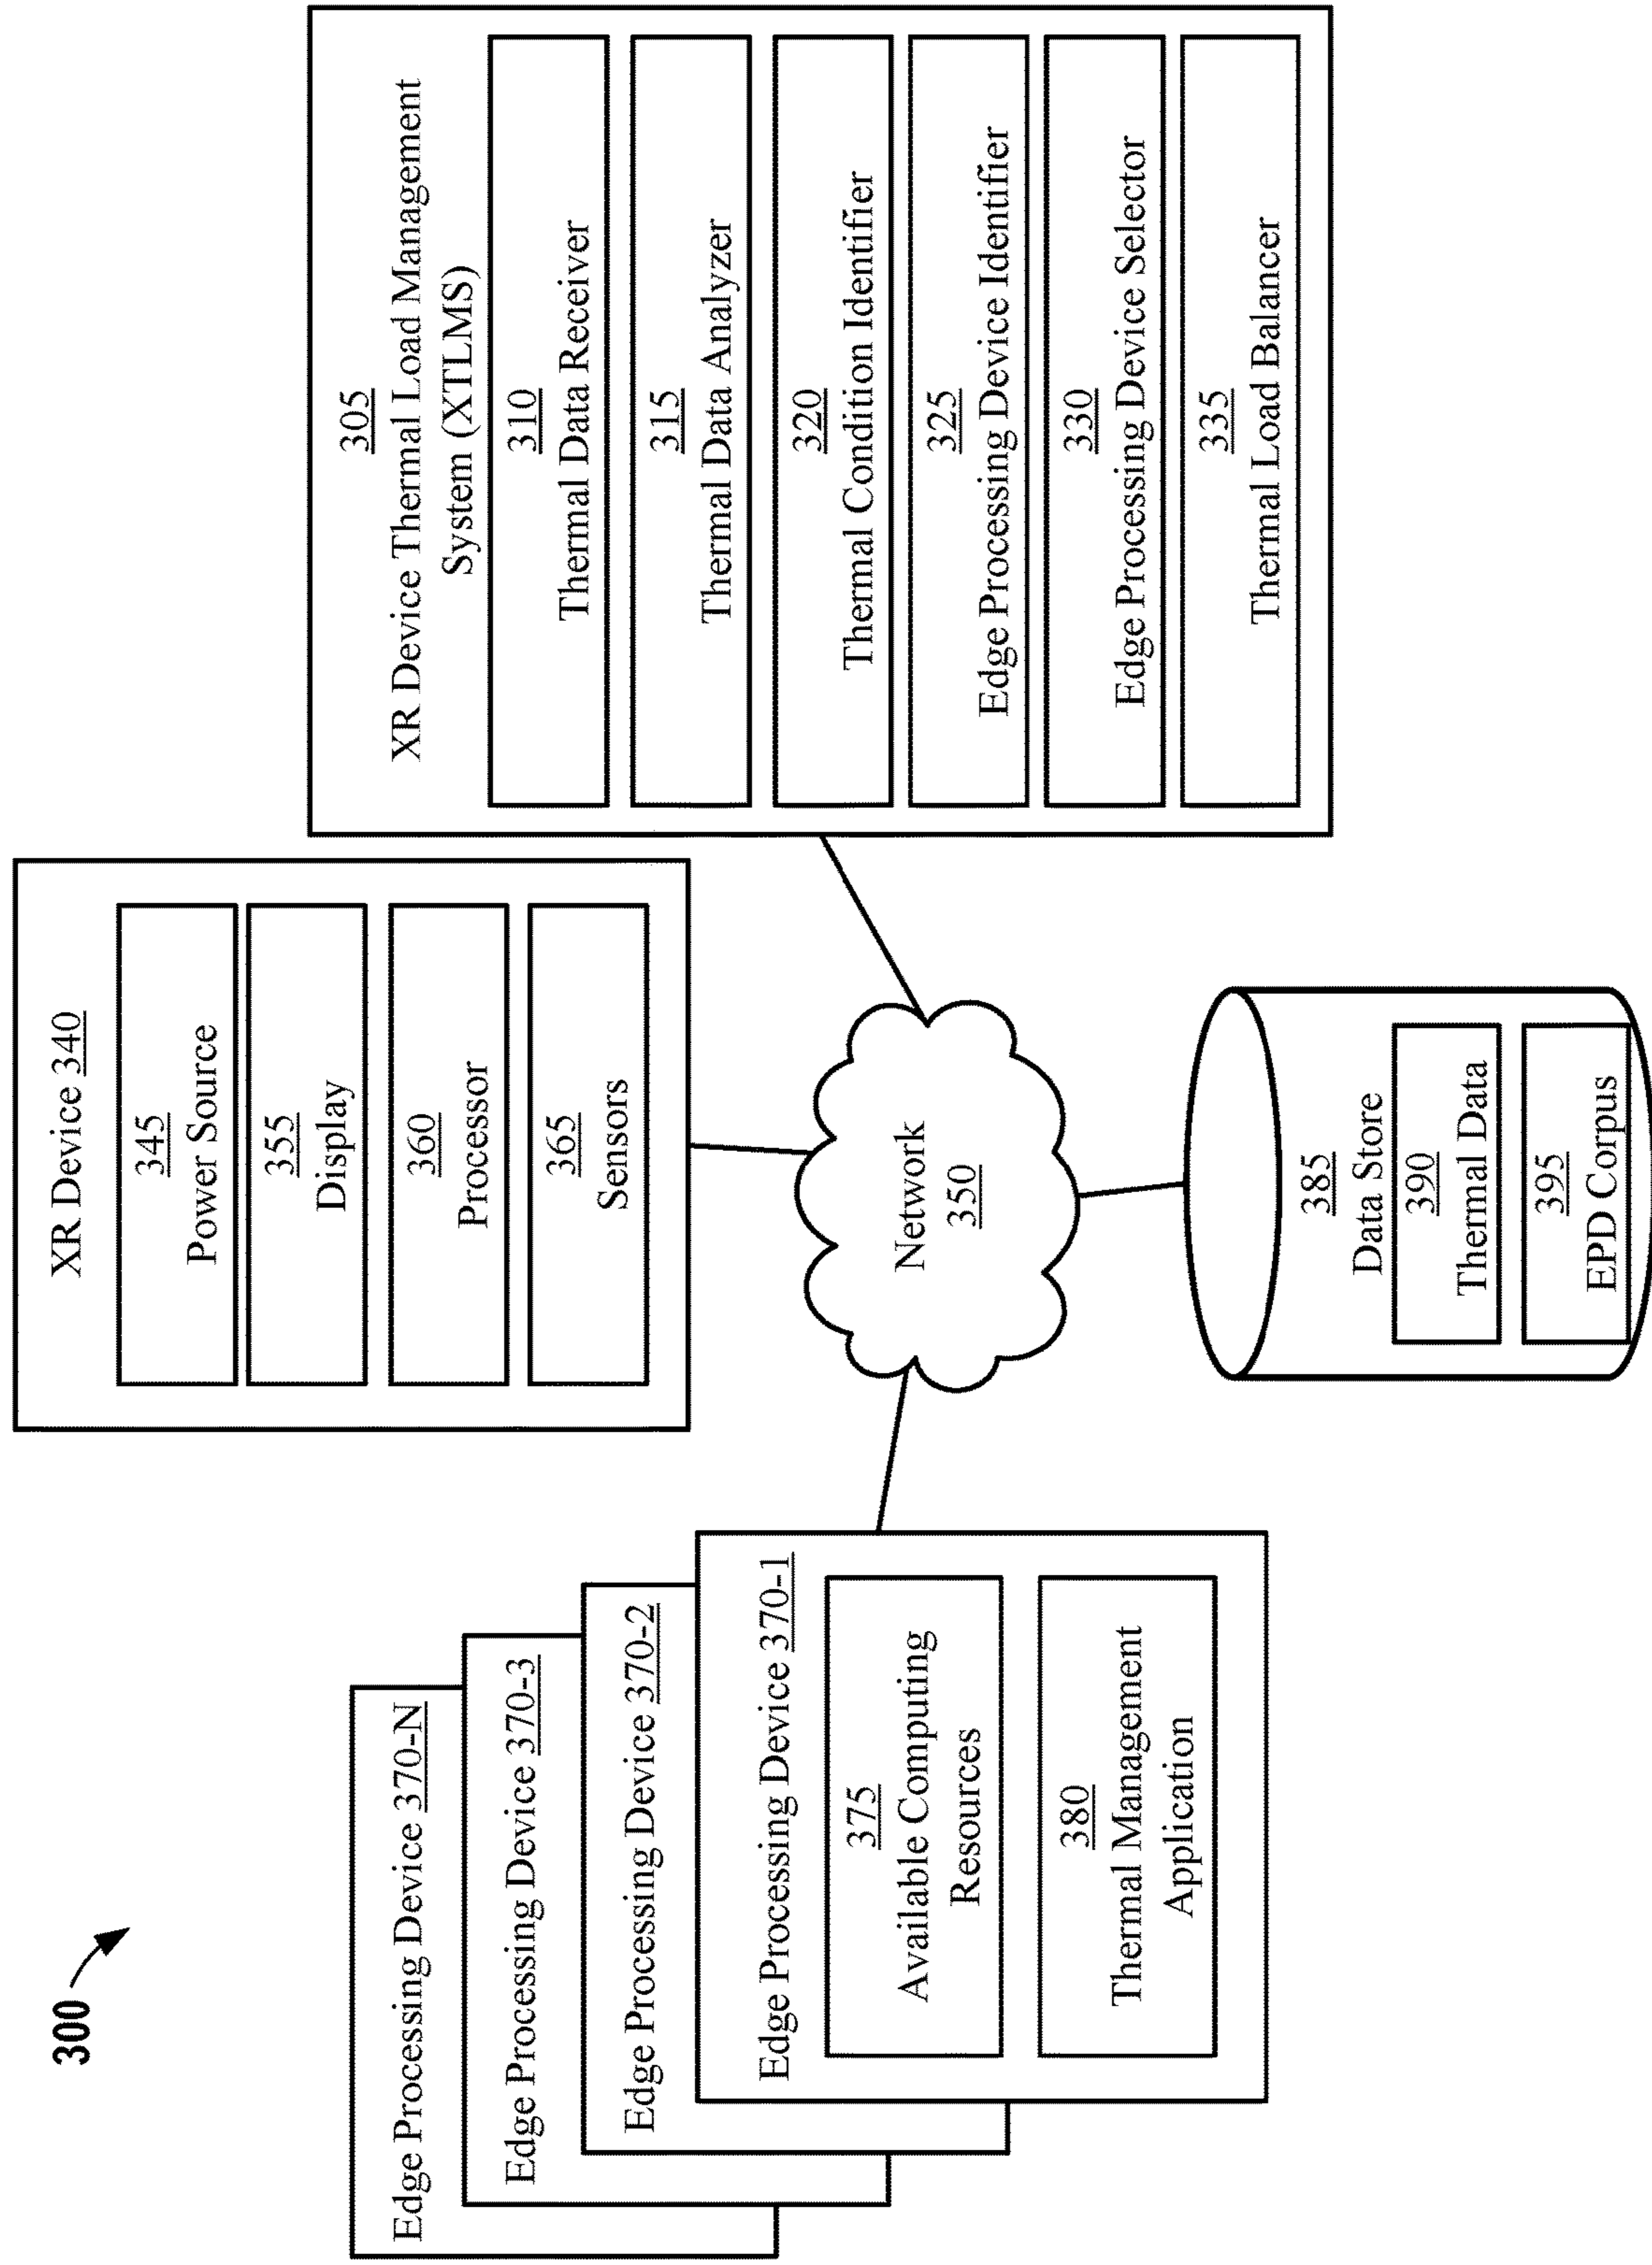 300
XR Device 340
345
Power Source
355
Display
360
Processor
365
Sensors
Edge Processing Device 370-N
Edge Processing Device 370-3
Edge Processing Device 370-2
Edge Processing Device 370-1
375
Available Computing
Resources
380
Thermal Management
Application
Network
350
305
XR Device Thermal Load Management
System (XTLMS)
310
Thermal Data Receiver
315
Thermal Data Analyzer
320
Thermal Condition Identifier
325
Edge Processing Device Identifier
330
Edge Processing Device Selector
335
Thermal Load Balancer
385
Data Store
390
Thermal Data
395
EPD Corpus